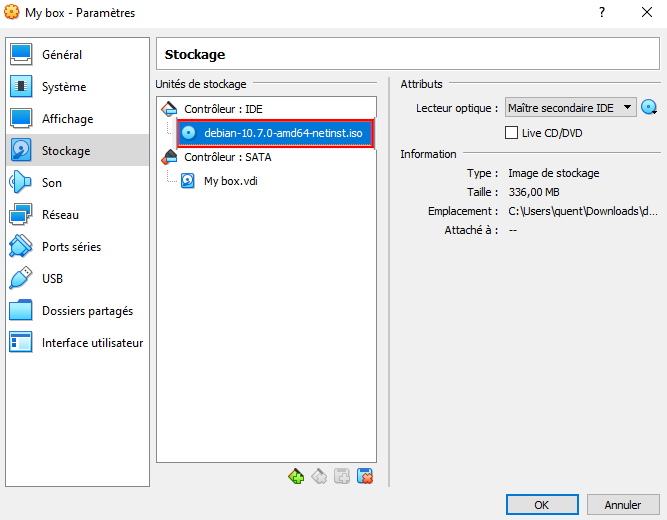 My box - Paramètres
?
Général
Système
Affichage
Stockage
Son
Réseau
Ports séries
USB
Dossiers partagés
Interface utilisateur
Stockage
Unités de stockage
Contrôleur : IDE
debian-10.7.0-amd64-netinst.iso
Contrôleur : SATA
My box.vdi
Attributs
Lecteur optique : Maître secondaire IDE
Live CD/DVD
Information
Type : Image de stockage
Taille : 336,00 MB
Emplacement : C:\Users\quent\Downloads\d...
Attaché à : --
OK Annuler